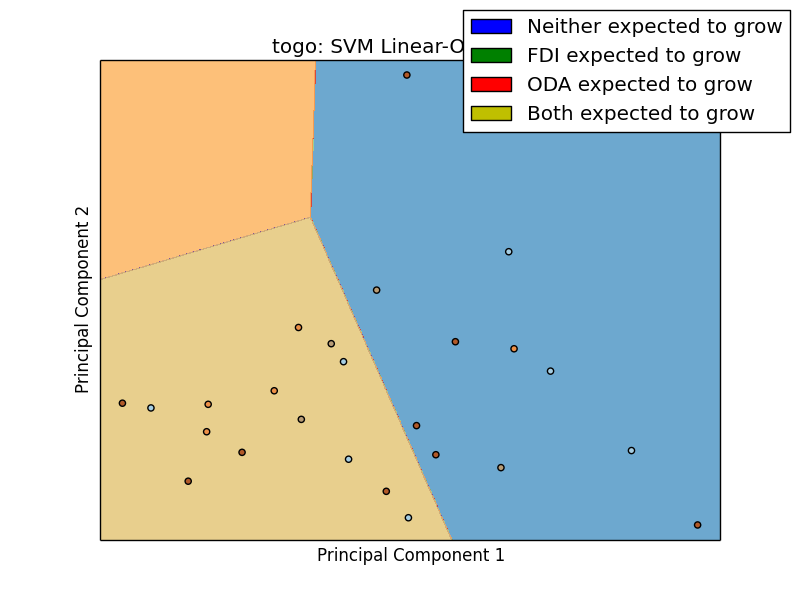 togo: SVM Linear-O
Neither expected to grow
FDI expected to grow
ODA expected to grow
Both expected to grow
Principal Component 2
Principal Component 1